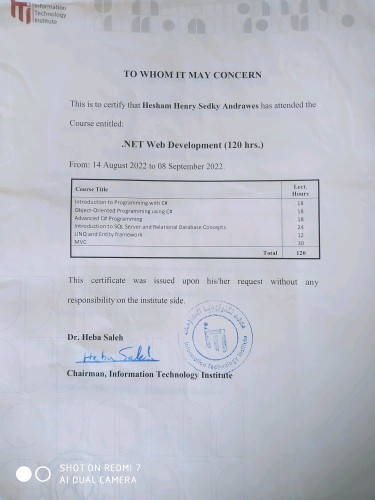 iTi
Information
Technology
Institute
TO WHOM IT MAY CONCERN
This is to certify that Hesham Henry Sedky Andrawes has attended the
Course entitled:
.NET Web Development (120 hrs.)
From: 14 August 2022 to 08 September 2022.
Course Title Lect. Hours
Introduction to Programming with C# 18
Object-Oriented Programming using C# 18
Advanced C# Programming 18
Introduction to SQL Server and Relational Database Concepts 24
LINQ and Entity framework 12
MVC 30
Total 120
This certificate was issued upon his/her request without any
responsibility on the institute side.
Dr. Heba Saleh
Heba Saleh
معهد تكنولوجيا المعلومات
Information Technology Institute
Chairman, Information Technology Institute
SHOT ON REDMI 7
AI DUAL CAMERA